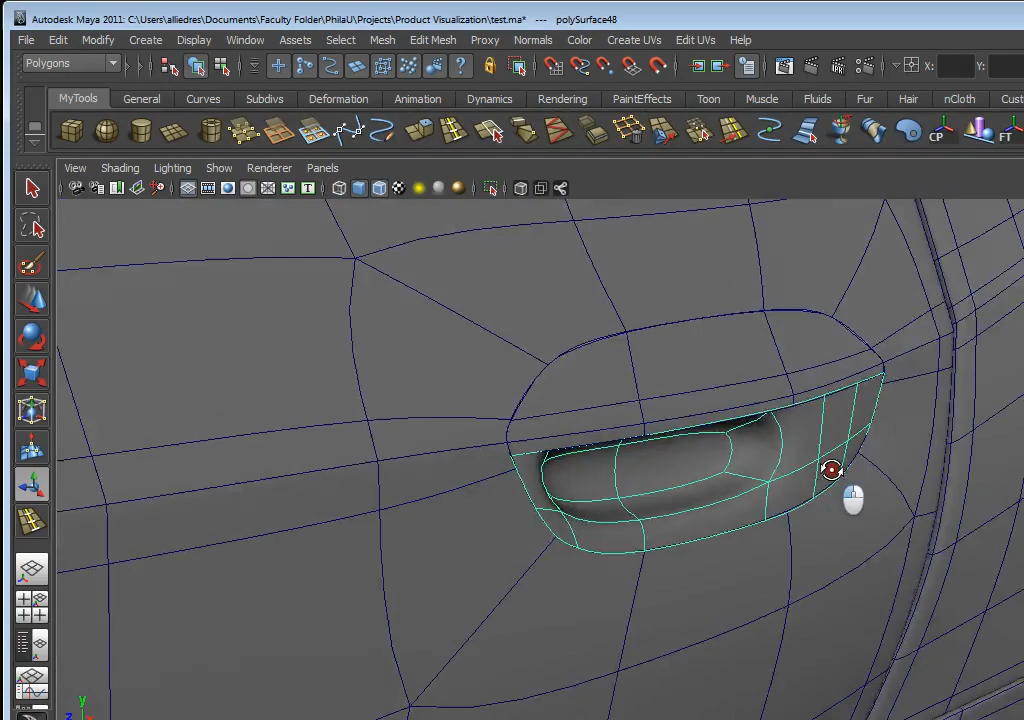 Autodesk Maya 2011: C:\Users\alliedres\Documents\Faculty Folder\PhilaU\Projects\Product Visualization\test.ma* --- polySurface48
File Edit Modify Create Display Window Assets Select Mesh Edit Mesh Proxy Normals Color Create UVs Edit UVs Help
Polygons X: Y:
MyTools General Curves Subdivs Deformation Animation Dynamics Rendering PaintEffects Toon Muscle Fluids Fur Hair nCloth Cust
CP FT
View Shading Lighting Show Renderer Panels
T
y
z